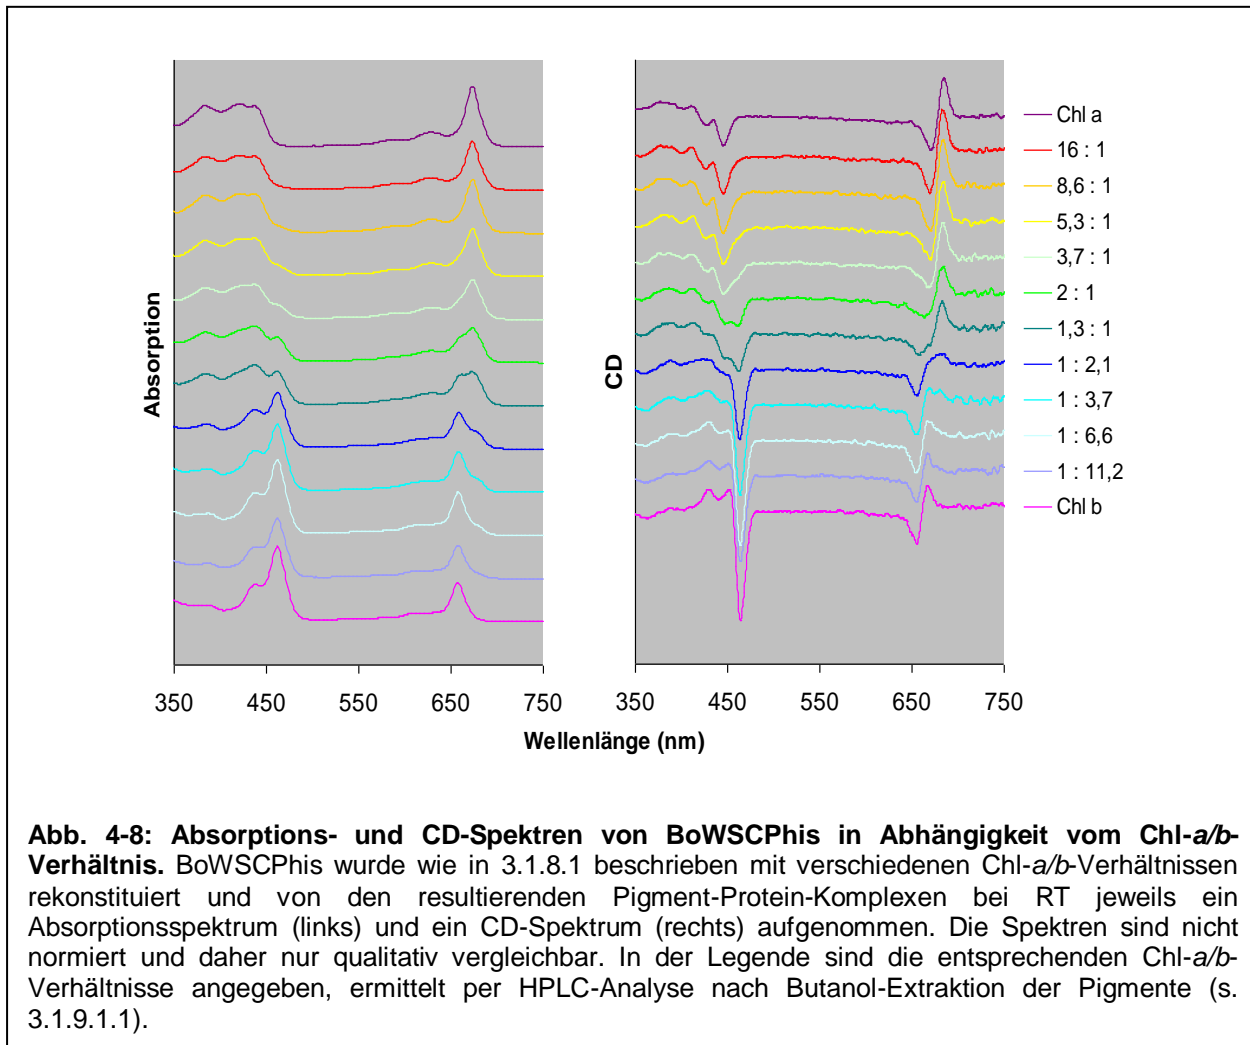 Absorption
350 450 550 650 750
CD
350 450 550 650 750
Wellenlänge (nm)
Chl a
16 : 1
8,6 : 1
5,3 : 1
3,7 : 1
2 : 1
1,3 : 1
1 : 2,1
1 : 3,7
1 : 6,6
1 : 11,2
Chl b
Abb. 4-8: Absorptions- und CD-Spektren von BoWSCPhis in Abhängigkeit vom Chl-a/b-
Verhältnis. BoWSCPhis wurde wie in 3.1.8.1 beschrieben mit verschiedenen Chl-a/b-Verhältnissen
rekonstituiert und von den resultierenden Pigment-Protein-Komplexen bei RT jeweils ein
Absorptionsspektrum (links) und ein CD-Spektrum (rechts) aufgenommen. Die Spektren sind nicht
normiert und daher nur qualitativ vergleichbar. In der Legende sind die entsprechenden Chl-a/b-
Verhältnisse angegeben, ermittelt per HPLC-Analyse nach Butanol-Extraktion der Pigmente (s.
3.1.9.1.1).